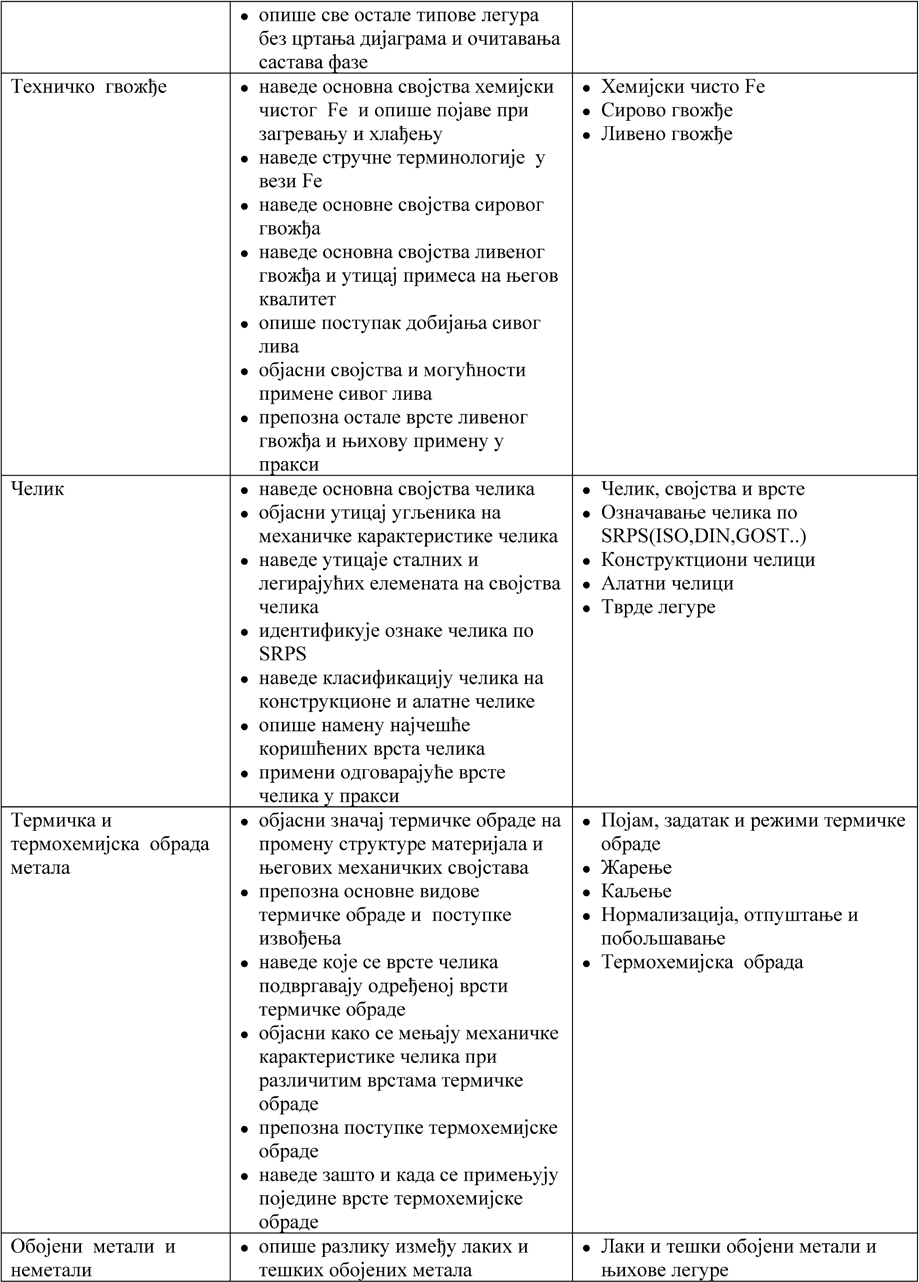 • опише све остале типове легура
без цртања дијаграма и очитавања
састава фазе
Техничко гвожђе
• наведе основна својства хемијски
чистог Fe и опише појаве при
загревању и хлађењу
• наведе стручне терминологије у
вези Fe
• наведе основне својства сировог
гвожђа
• наведе основна својства ливеног
гвожђа и утицај примеса на његов
квалитет
• опише поступак добијања сивог
лива
• објасни својства и могућности
примене сивог лива
• препозна остале врсте ливеног
гвожђа и њихову примену у
пракси
• Хемијски чисто Fe
• Сирово гвожђе
• Ливено гвожђе
Челик
• наведе основна својства челика
• објасни утицај угљеника на
механичке карактеристике челика
• наведе утицаје сталних и
легирајућих елемената на својства
челика
• идентификује ознаке челика по
SRPS
• наведе класификацију челика на
конструкционе и алатне челике
• опише намену најчешће
коришћених врста челика
• примени одговарајуће врсте
челика у пракси
• Челик, својства и врсте
• Означавање челика по
SRPS(ISO,DIN,GOST..)
• Конструктциони челици
• Алатни челици
• Тврде легуре
Термичка и
термохемијска обрада
метала
• објасни значај термичке обраде на
промену структуре материјала и
његових механичких својстава
• препозна основне видове
термичке обраде и поступке
извођења
• наведе које се врсте челика
подвргавају одређеној врсти
термичке обраде
• објасни како се мењају механичке
карактеристике челика при
различитим врстама термичке
обраде
• препозна поступке термохемијске
обраде
• наведе зашто и када се примењују
поједине врсте термохемијске
обраде
• Појам, задатак и режими термичке
обраде
• Жарење
• Каљење
• Нормализација, отпуштање и
побољшавање
• Термохемијска обрада
Обојени метали и
неметали
• опише разлику између лаких и
тешких обојених метала
• Лаки и тешки обојени метали и
њихове легуре